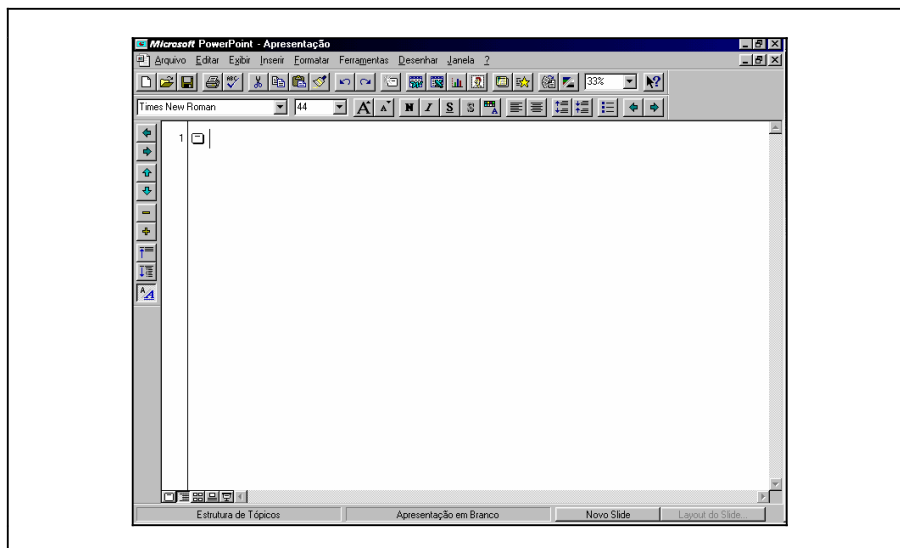 Microsoft PowerPoint - Apresentação
Arquivo Editar Exibir Inserir Formatar Ferramentas Desenhar Janela ?
33%
Times New Roman 44 A A N I S S
1
Estrutura de Tópicos Apresentação em Branco Novo Slide Layout do Slide...